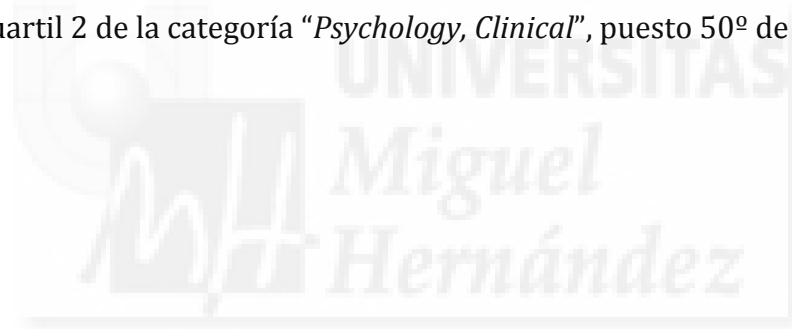 uartil 2 de la categoría “Psychology, Clinical”, puesto 50º de
UNIVERSITAS
Miguel
Hernández